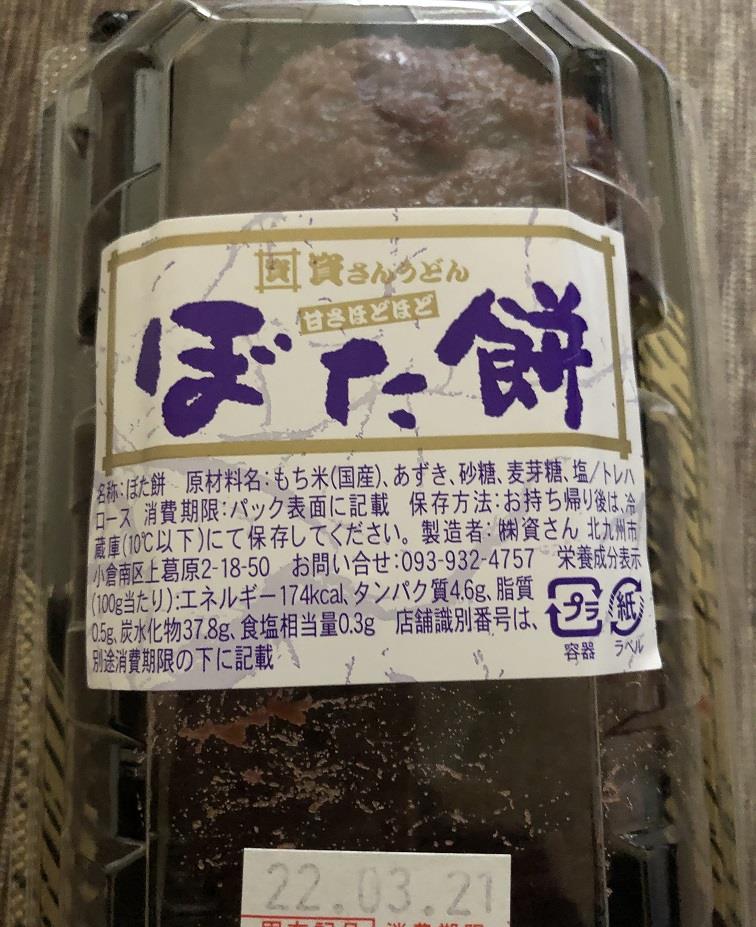 資さんうどん
甘さほどほど
ぼた餅
名称:ぼた餅 原材料名:もち米(国産)、あずき、砂糖、麦芽糖、塩/トレハ
ロース 消費期限:パック表面に記載 保存方法:お持ち帰り後は、冷
蔵庫(10℃以下)にて保存してください。製造者:㈱資さん 北九州市
小倉南区上葛原2-18-50 お問い合せ:093-932-4757 栄養成分表示
(100g当たり):エネルギー174kcal、タンパク質4.6g、脂質
0.5g、炭水化物37.8g、食塩相当量0.3g 店舗識別番号は、
別途消費期限の下に記載
プラ 紙
容器 ラベル
22.03.21
消費期限